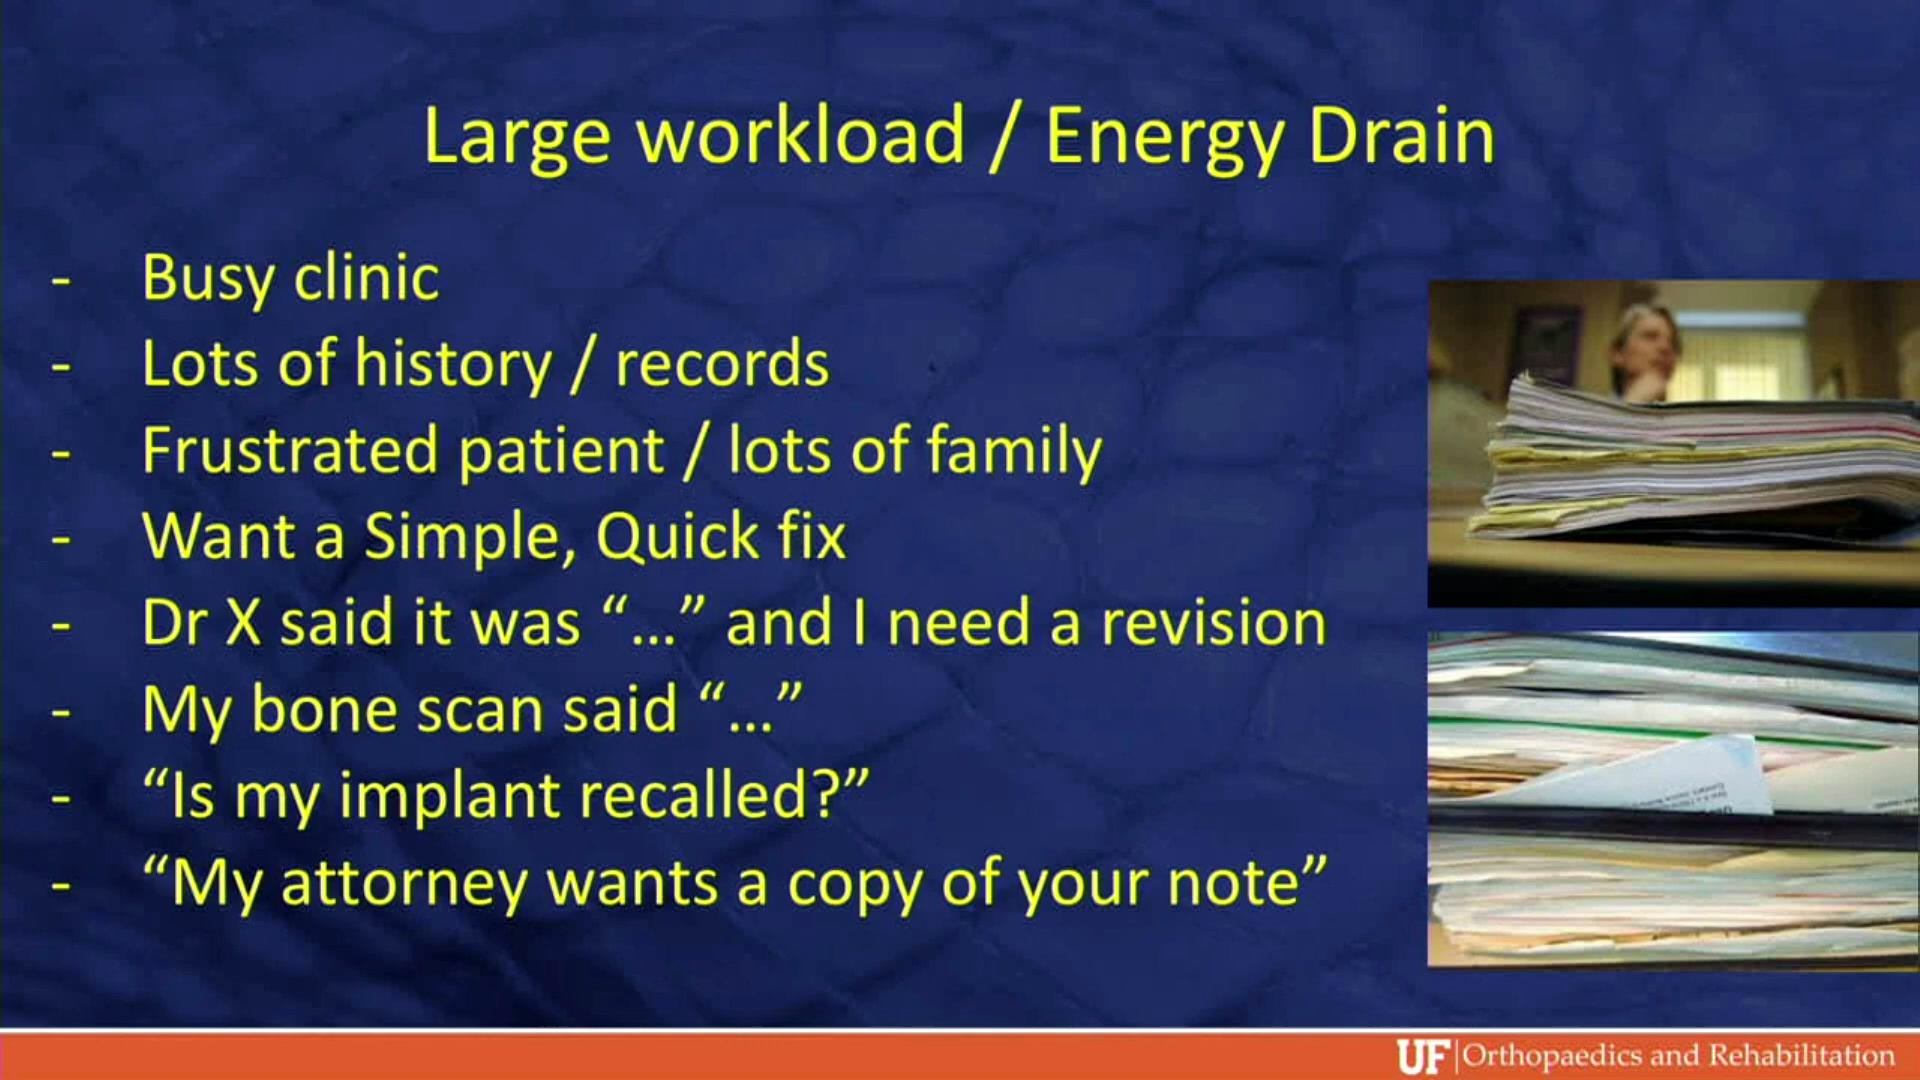 Large workload / Energy Drain
- Busy clinic
- Lots of history / records
- Frustrated patient / lots of family
- Want a Simple, Quick fix
- Dr X said it was “…” and I need a revision
- My bone scan said “…”
- “Is my implant recalled?”
- “My attorney wants a copy of your note”
UF | Orthopaedics and Rehabilitation